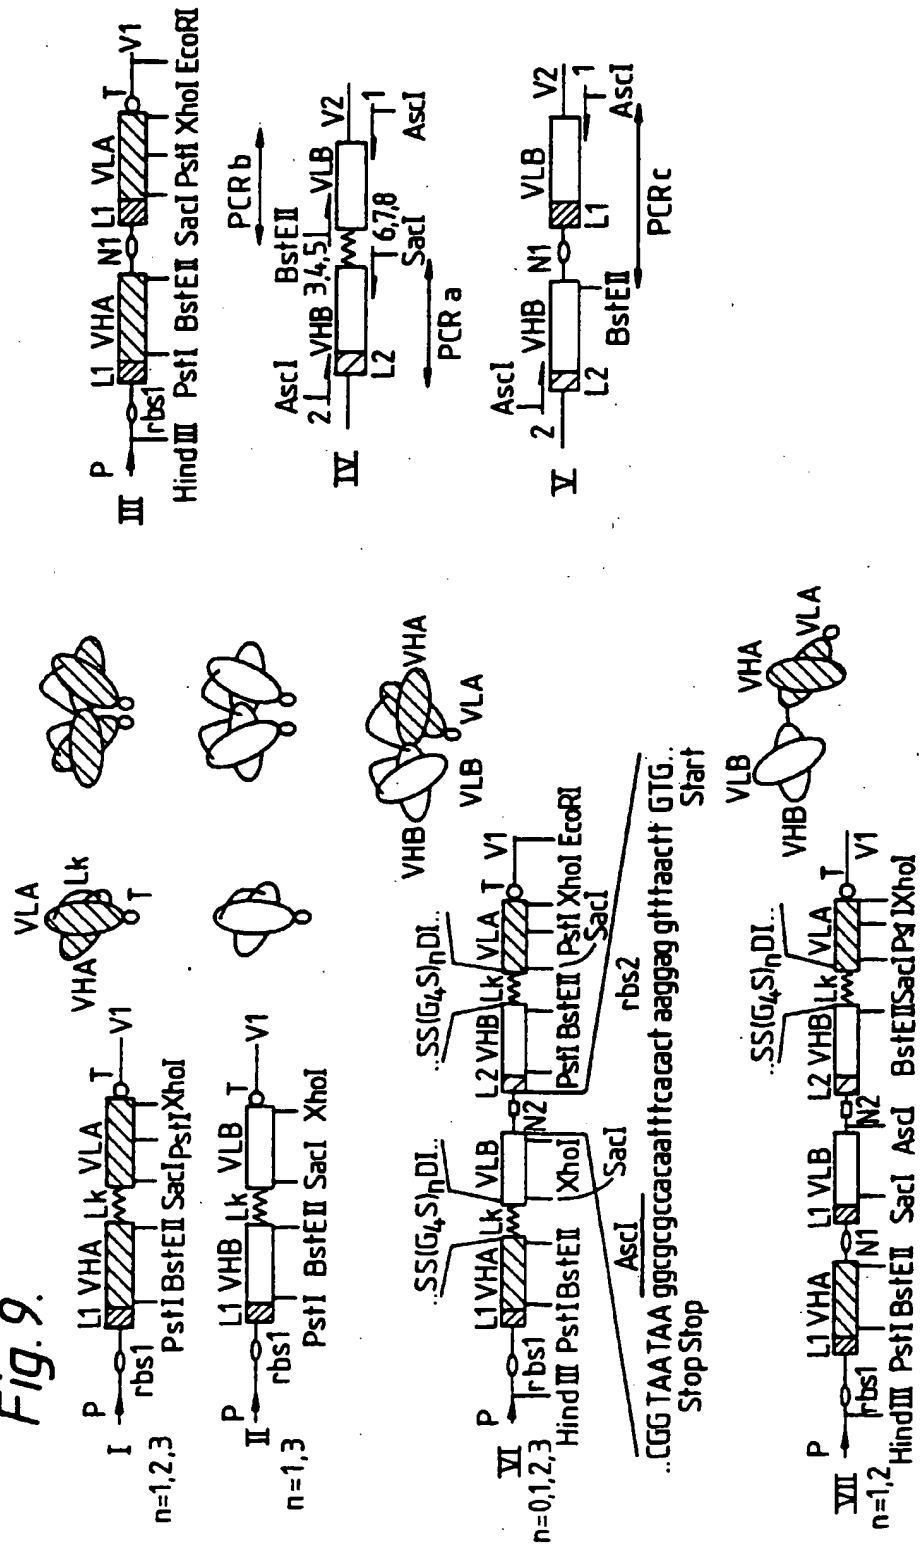 Fig. 9.
VLA
VHA
Lk
T
P
L1 VHA Lk VLA T V1
rbs1
I
PstI BstEII SacI PstI XhoI
n=1,2,3
P
L1 VHB Lk VLB V1
rbs1
II
PstI BstEII SacI XhoI
n=1,3
VHB
VLB
VHA
VLA
..SS(G4S)nDI...
...SS(G4S)nDI...
P
L1 VHA Lk VLB L2 VHB Lk VLA T V1
N2
rbs1
VI
HindIII PstI BstEII XhoI PstI BstEII PstI XhoI EcoRI
SacI
SacI
n=0,1,2,3
AscI
rbs2
..CGG TAATAA ggcgcgccacaatttcacact aaggag gtttaactt GTG..
Stop Stop
Start
VHB
VLB
VHA
VLA
...SS(G4S)nDI...
P
L1 VHA L1 VLB L2 VHB Lk VLA T
V1
rbs1
N1
N2
VII
HindIII PstI BstEII SacI AscI BstEII SacI PsI XhoI
n=1,2
P
L1 VHA N1 L1 VLA T V1
rbs1
III
HindIII PstI BstEII SacI PstI XhoI EcoRI
PCR b
AscI
BstEII
2
VHB 3,4,5
VLB
V2
IV
L2
6,7,8
SacI
1
AscI
PCR a
AscI
2
VHB N1 VLB V2
V
L2
BstEII
L1
1
AscI
PCR c